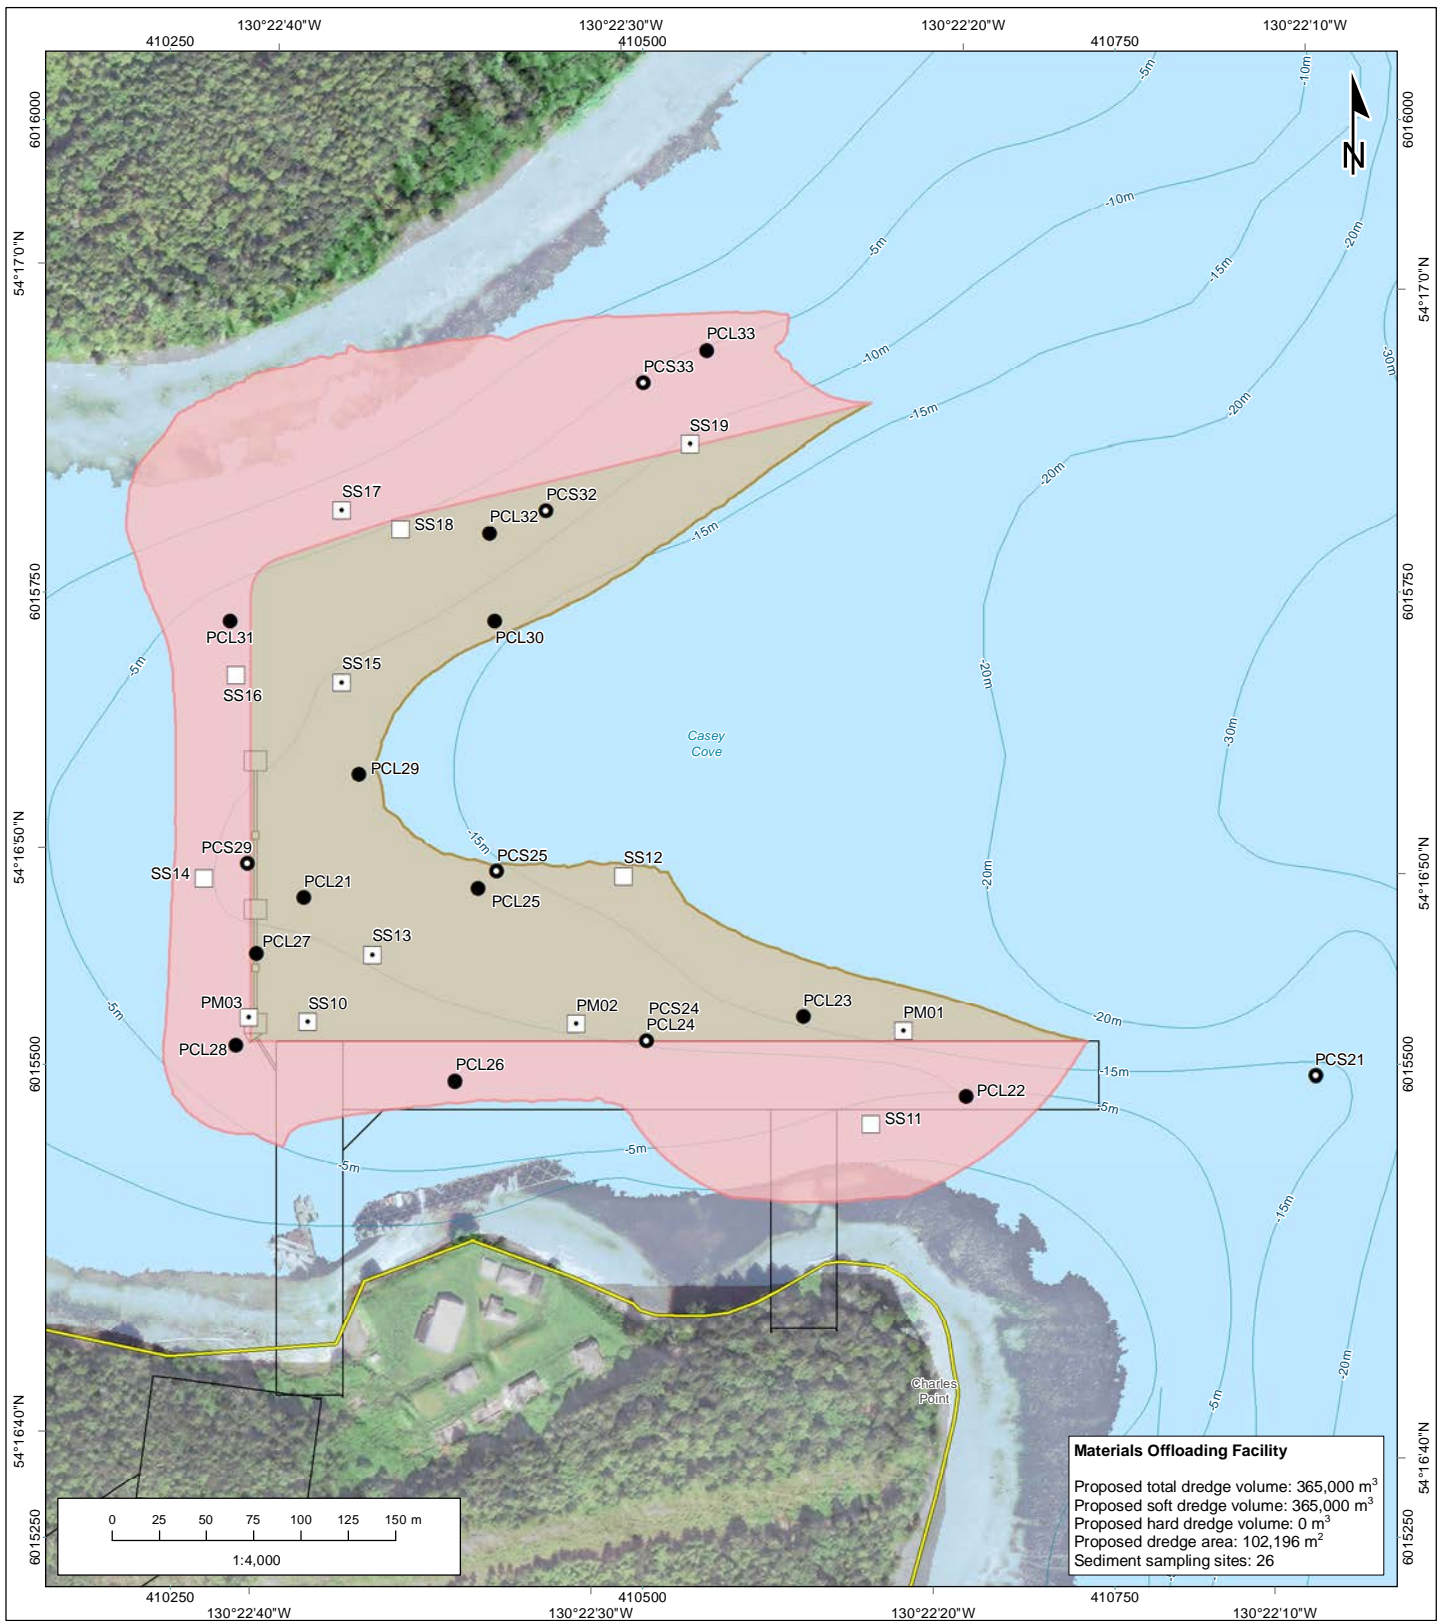 130°22'40"W
130°22'30"W
130°22'20"W
130°22'10"W
410250
410500
410750
6016000
6016000
54°17'0"N
54°17'0"N
6015750
6015750
54°16'50"N
54°16'50"N
6015500
6015500
54°16'40"N
54°16'40"N
6015250
6015250
N
-5m
-10m
-10m
-5m
-20m
-15m
-30m
-10m
-15m
-20m
-20m
-15m
PCL33
PCS33
SS19
SS17
PCS32
SS18
PCL32
PCL31
PCL30
-5m
SS16
SS15
-20m
-30m
Casey
Cove
PCL29
-15m
PCS29
PCS25
SS12
SS14
PCL21
PCL25
-20m
PCL27
SS13
-5m
PM03
SS10
PM02
PCS24
PCL24
PCL23
PM01
-20m
PCL28
PCL26
-15m
PCS21
PCL22
-5m
SS11
-5m
-5m
-15m
-20m
-5m
Charles
Point
0 25 50 75 100 125 150 m
1:4,000
Materials Offloading Facility
Proposed total dredge volume: 365,000 m³
Proposed soft dredge volume: 365,000 m³
Proposed hard dredge volume: 0 m³
Proposed dredge area: 102,196 m²
Sediment sampling sites: 26
410250
410500
410750
130°22'40"W
130°22'30"W
130°22'20"W
130°22'10"W